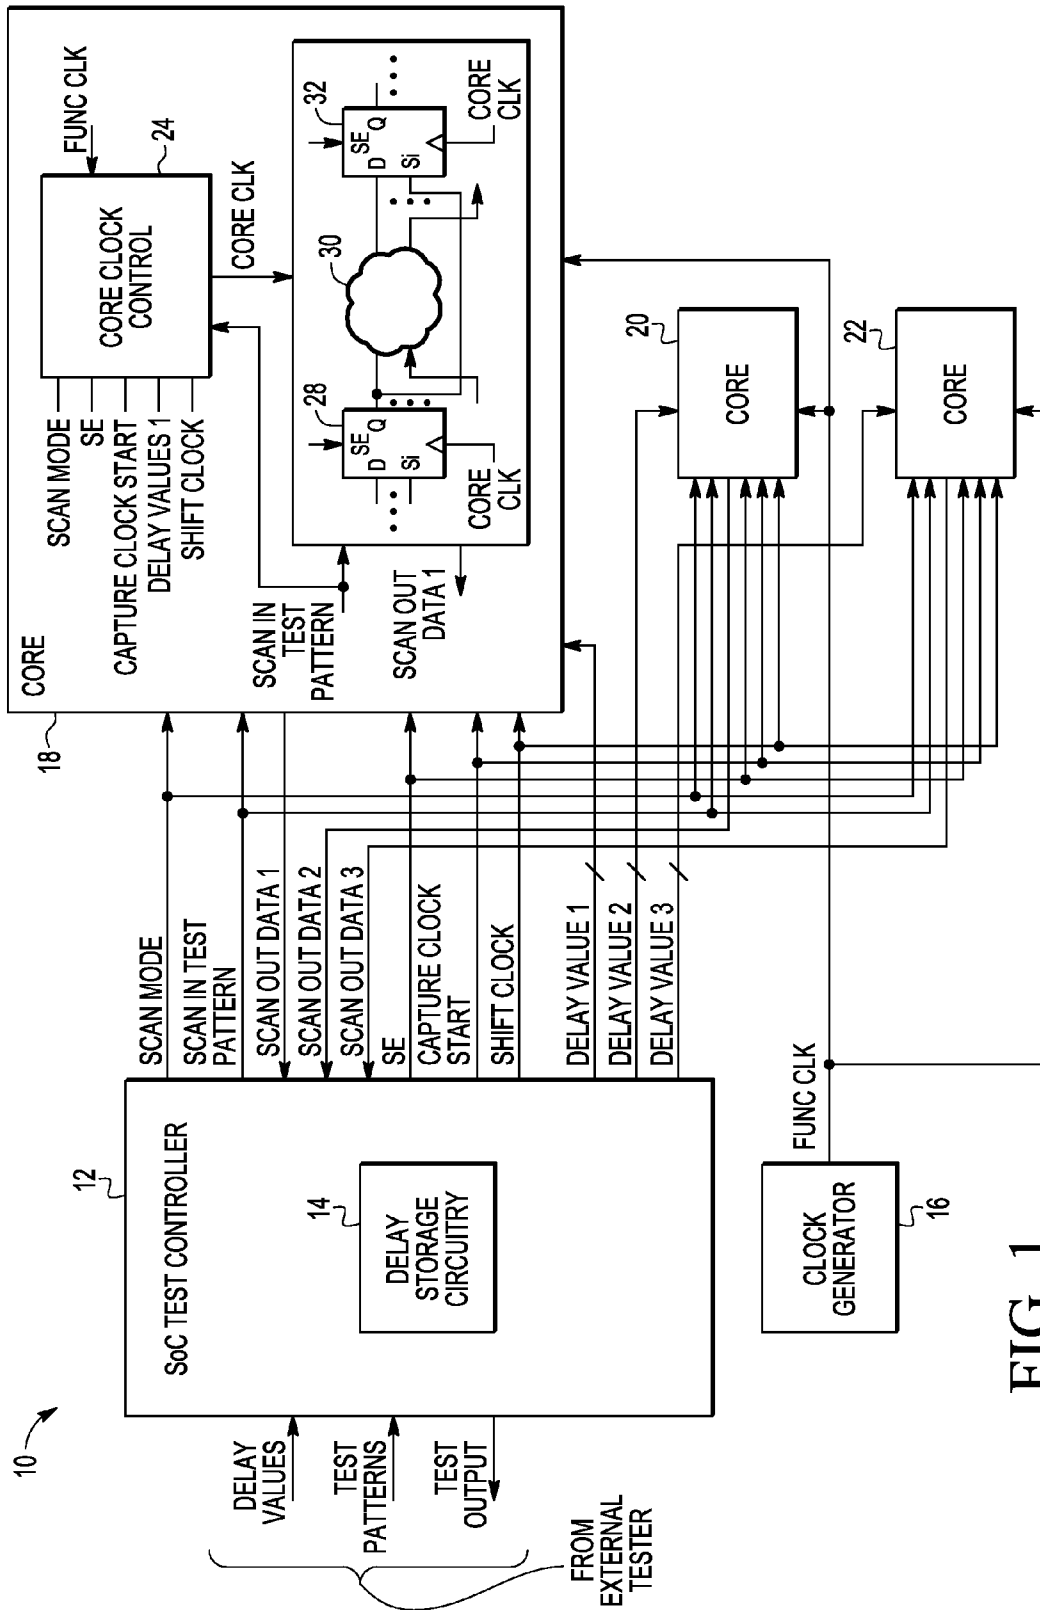 10
12
SoC TEST CONTROLLER
14
DELAY
STORAGE
CIRCUITRY
DELAY
VALUES
TEST
PATTERNS
TEST
OUTPUT
FROM
EXTERNAL
TESTER
SCAN MODE
SCAN IN TEST
PATTERN
SCAN OUT DATA 1
SCAN OUT DATA 2
SCAN OUT DATA 3
SE
CAPTURE CLOCK
START
SHIFT CLOCK
DELAY VALUE 1
DELAY VALUE 2
DELAY VALUE 3
CLOCK
GENERATOR
16
FUNC CLK
18
CORE
SCAN MODE
SE
CAPTURE CLOCK START
DELAY VALUES 1
SHIFT CLOCK
CORE CLOCK
CONTROL
24
FUNC CLK
CORE CLK
SCAN IN
TEST
PATTERN
SCAN OUT
DATA 1
28
SE
D Q
Si
CORE
CLK
30
32
SE
D Q
Si
CORE
CLK
20
CORE
22
CORE
FIG. 1